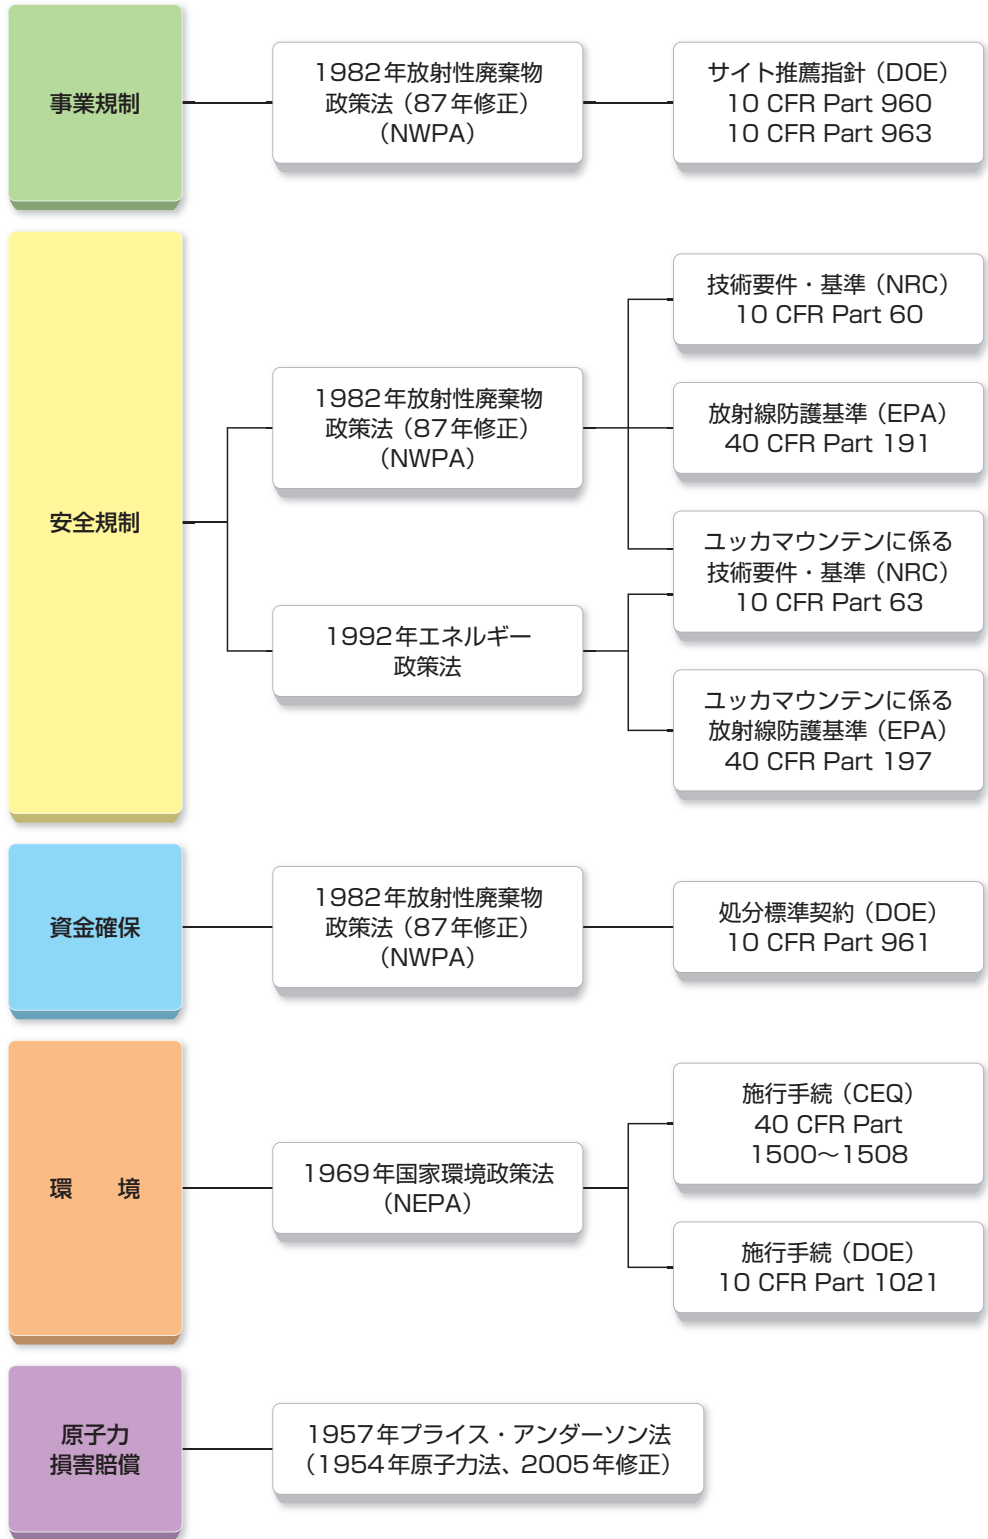 事業規制
1982年放射性廃棄物
政策法（87年修正）
（NWPA）
サイト推薦指針（DOE）
10 CFR Part 960
10 CFR Part 963
安全規制
1982年放射性廃棄物
政策法（87年修正）
（NWPA）
技術要件・基準（NRC）
10 CFR Part 60
放射線防護基準（EPA）
40 CFR Part 191
ユッカマウンテンに係る
技術要件・基準（NRC）
10 CFR Part 63
1992年エネルギー
政策法
ユッカマウンテンに係る
放射線防護基準（EPA）
40 CFR Part 197
資金確保
1982年放射性廃棄物
政策法（87年修正）
（NWPA）
処分標準契約（DOE）
10 CFR Part 961
環　　境
1969年国家環境政策法
（NEPA）
施行手続（CEQ）
40 CFR Part
1500～1508
施行手続（DOE）
10 CFR Part 1021
原子力
損害賠償
1957年プライス・アンダーソン法
（1954年原子力法、2005年修正）